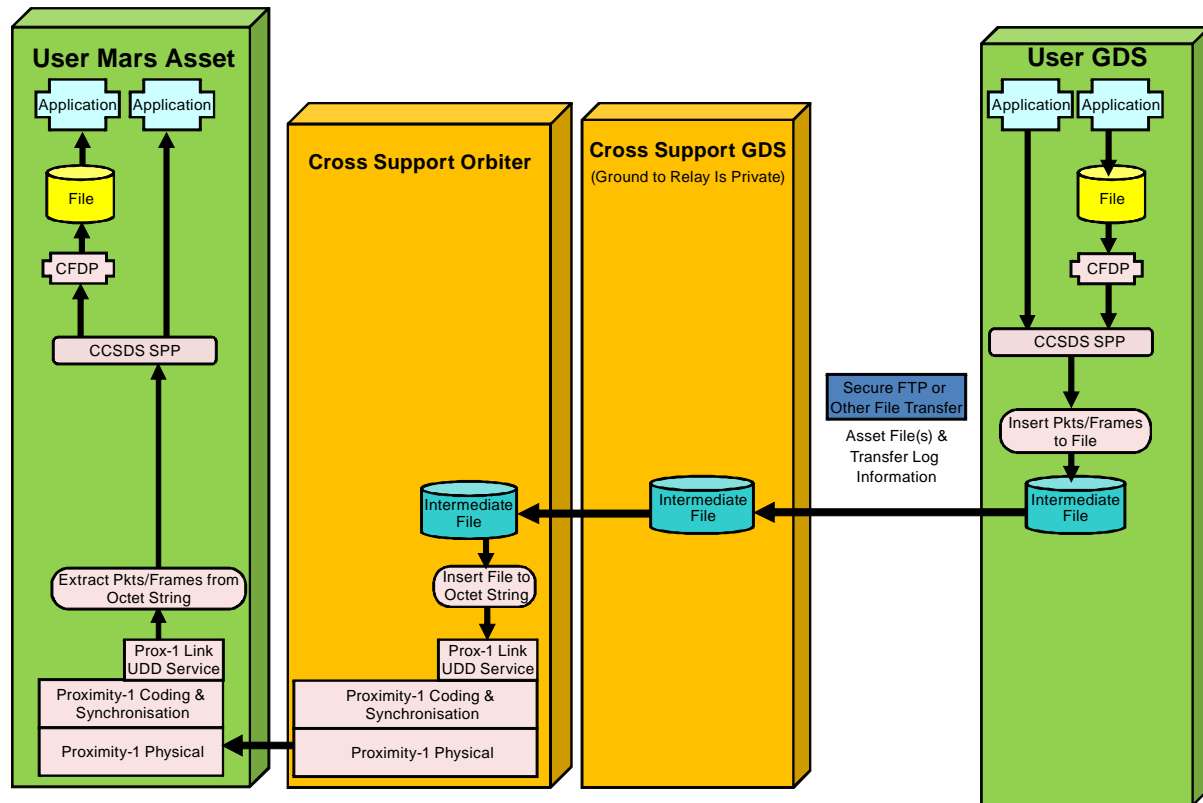 User Mars Asset
Application
Application
File
CFDP
CCSDS SPP
Extract Pkts/Frames from
Octet String
Prox-1 Link
UDD Service
Proximity-1 Coding &
Synchronisation
Proximity-1 Physical
Cross Support Orbiter
Intermediate
File
Insert File to
Octet String
Prox-1 Link
UDD Service
Proximity-1 Coding &
Synchronisation
Proximity-1 Physical
Cross Support GDS
(Ground to Relay Is Private)
Intermediate
File
Secure FTP or
Other File Transfer
Asset File(s) &
Transfer Log
Information
User GDS
Application
Application
File
CFDP
CCSDS SPP
Insert Pkts/Frames
to File
Intermediate
File